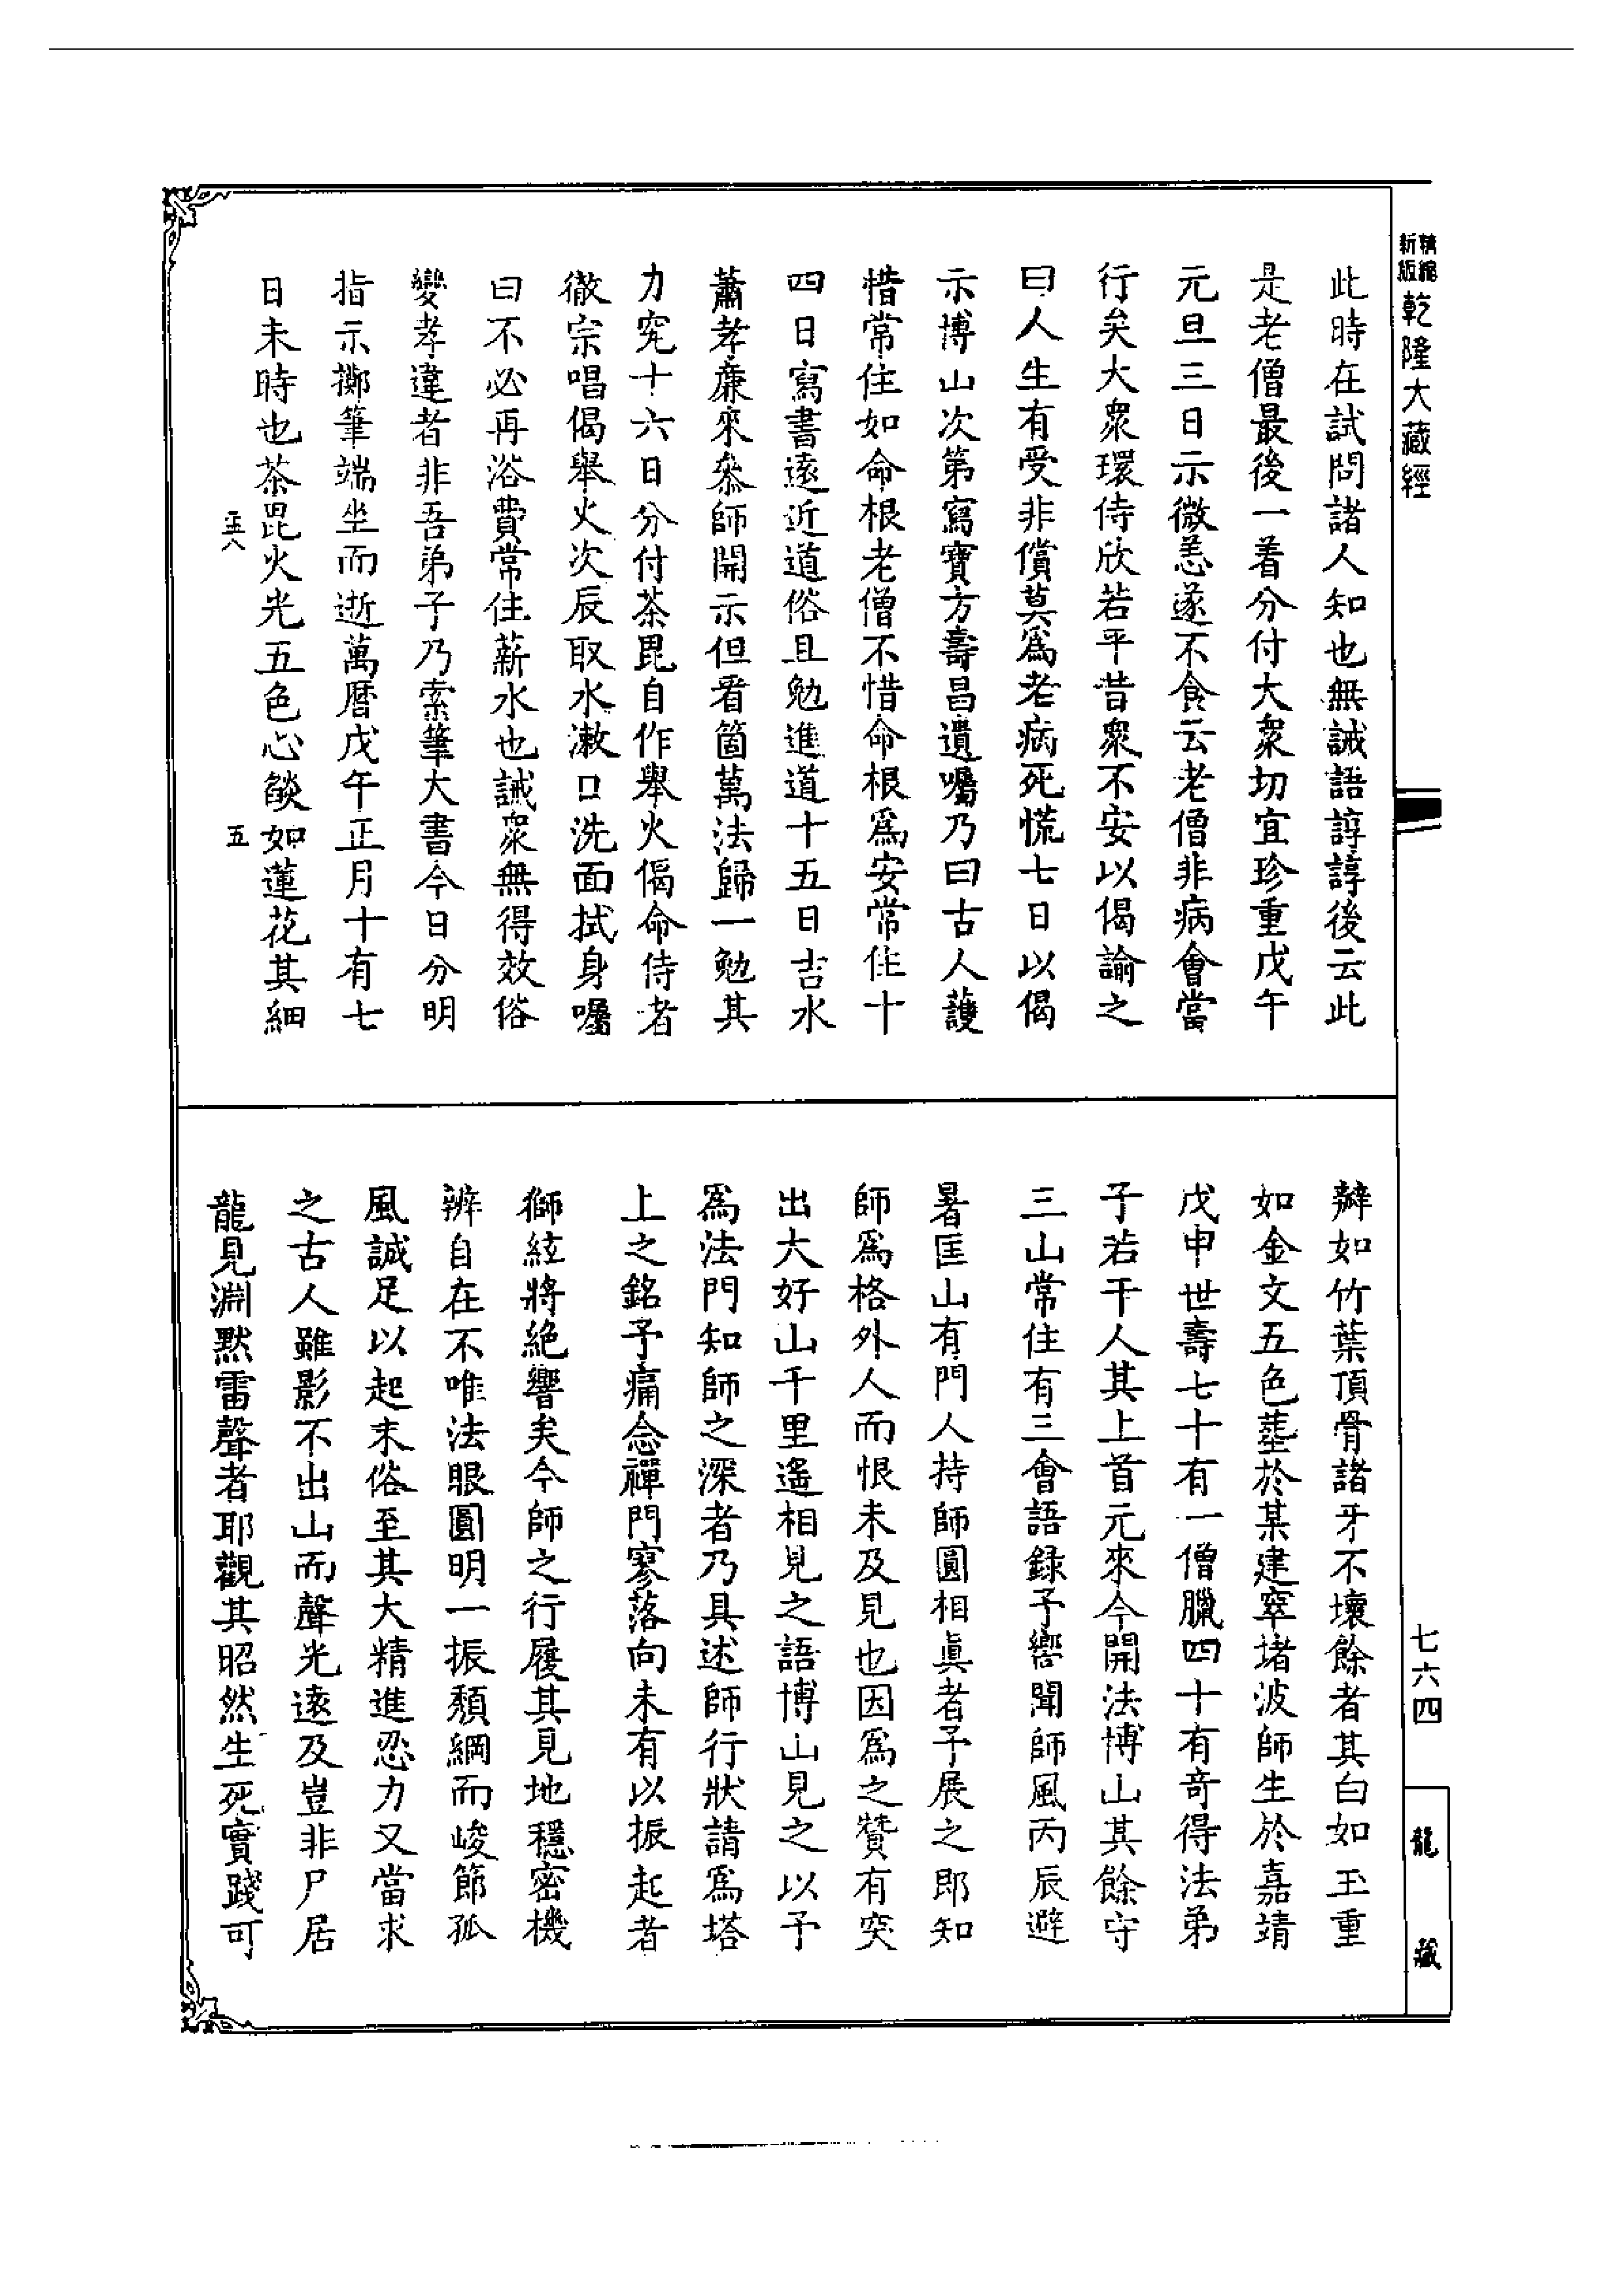 精縮新版乾隆大藏經
此時在試問諸人知也無誡語諄諄後云此
是老僧最後一着分付大衆切宜珍重戊午
元旦三日示微恙遂不食云老僧非病會當
行矣大衆環侍欣若平昔衆不安以偈諭之
曰人生有受非償莫爲老病死慌七日以偈
示博山次第寫寶方壽昌遺囑乃曰古人護
惜常住如命根老僧不惜命根爲安常住十
四日寫書遠近道俗且勉進道十五日吉水
蕭孝亷來叅師開示但看箇萬法歸一勉其
力究十六日分付茶毘自作舉火偈命侍者
徹宗唱偈舉火次辰取水漱口洗面拭身囑
曰不必再浴費常住薪水也誡衆無得效俗
變孝違者非吾弟子乃索筆大書今日分明
指示擲筆端坐而逝萬曆戊午正月十有七
日未時也茶毘火光五色心燄如蓮花其細
五八 五
辦如竹葉頂骨諸牙不壞餘者其白如玉重
如金文五色塟於某建窣堵波師生於嘉靖
戊申世壽七十有一僧臘四十有奇得法弟
子若干人其上首元來今開法博山其餘守
三山常住有三會語録予嚮聞師風丙辰避
暑匡山有門人持師圓相眞者予展之即知
師爲格外人而恨未及見也因爲之贊有突
出大好山千里遙相見之語博山見之以予
爲法門知師之深者乃具述師行狀請爲塔
上之銘予痛念禪門寥落向未有以振起者
獅絃將絕響矣今師之行履其見地穩密機
辨自在不唯法眼圓明一振頽綱而峻節孤
風誠足以起末俗至其大精進忍力又當求
之古人雖影不出山而聲光遠及豈非尸居
龍見淵默雷聲者耶觀其昭然生死實踐可
七六四
龍藏